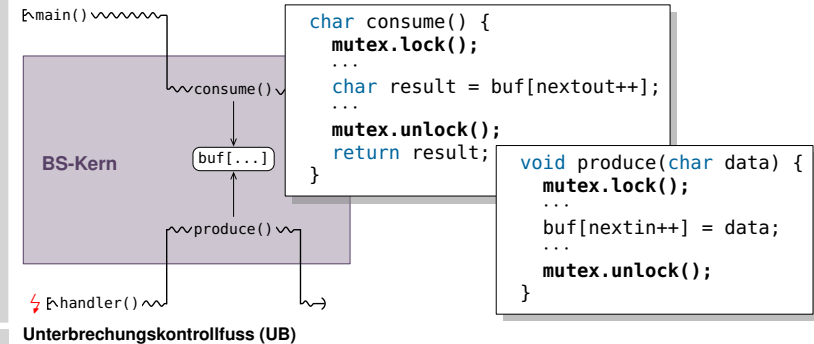 main()
consume()
BS-Kern
buf[...]
produce()
handler()
Unterbrechungskontrollfuss (UB)
char consume() {
mutex.lock();
...
char result = buf[nextout++];
...
mutex.unlock();
return result;
}
void produce(char data) {
mutex.lock();
...
buf[nextin++] = data;
...
mutex.unlock();
}